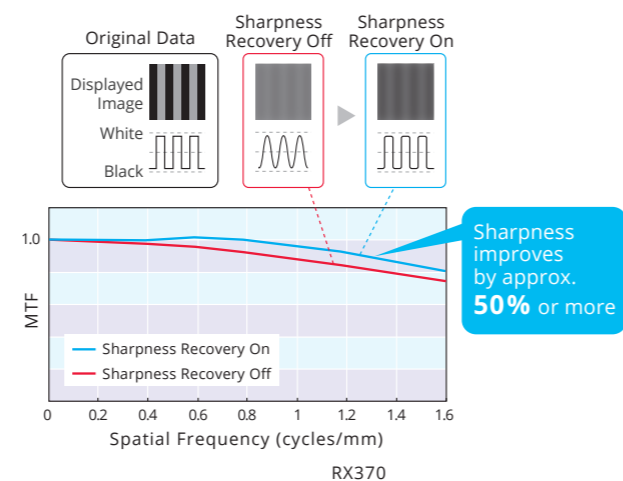 Original Data
Sharpness
Recovery Off
Sharpness
Recovery On
Displayed
Image
White
Black
1.0
MTF
Sharpness
improves
by approx.
50% or more
Sharpness Recovery On
Sharpness Recovery Off
0 0.2 0.4 0.6 0.8 1 1.2 1.4 1.6
Spatial Frequency (cycles/mm)
RX370